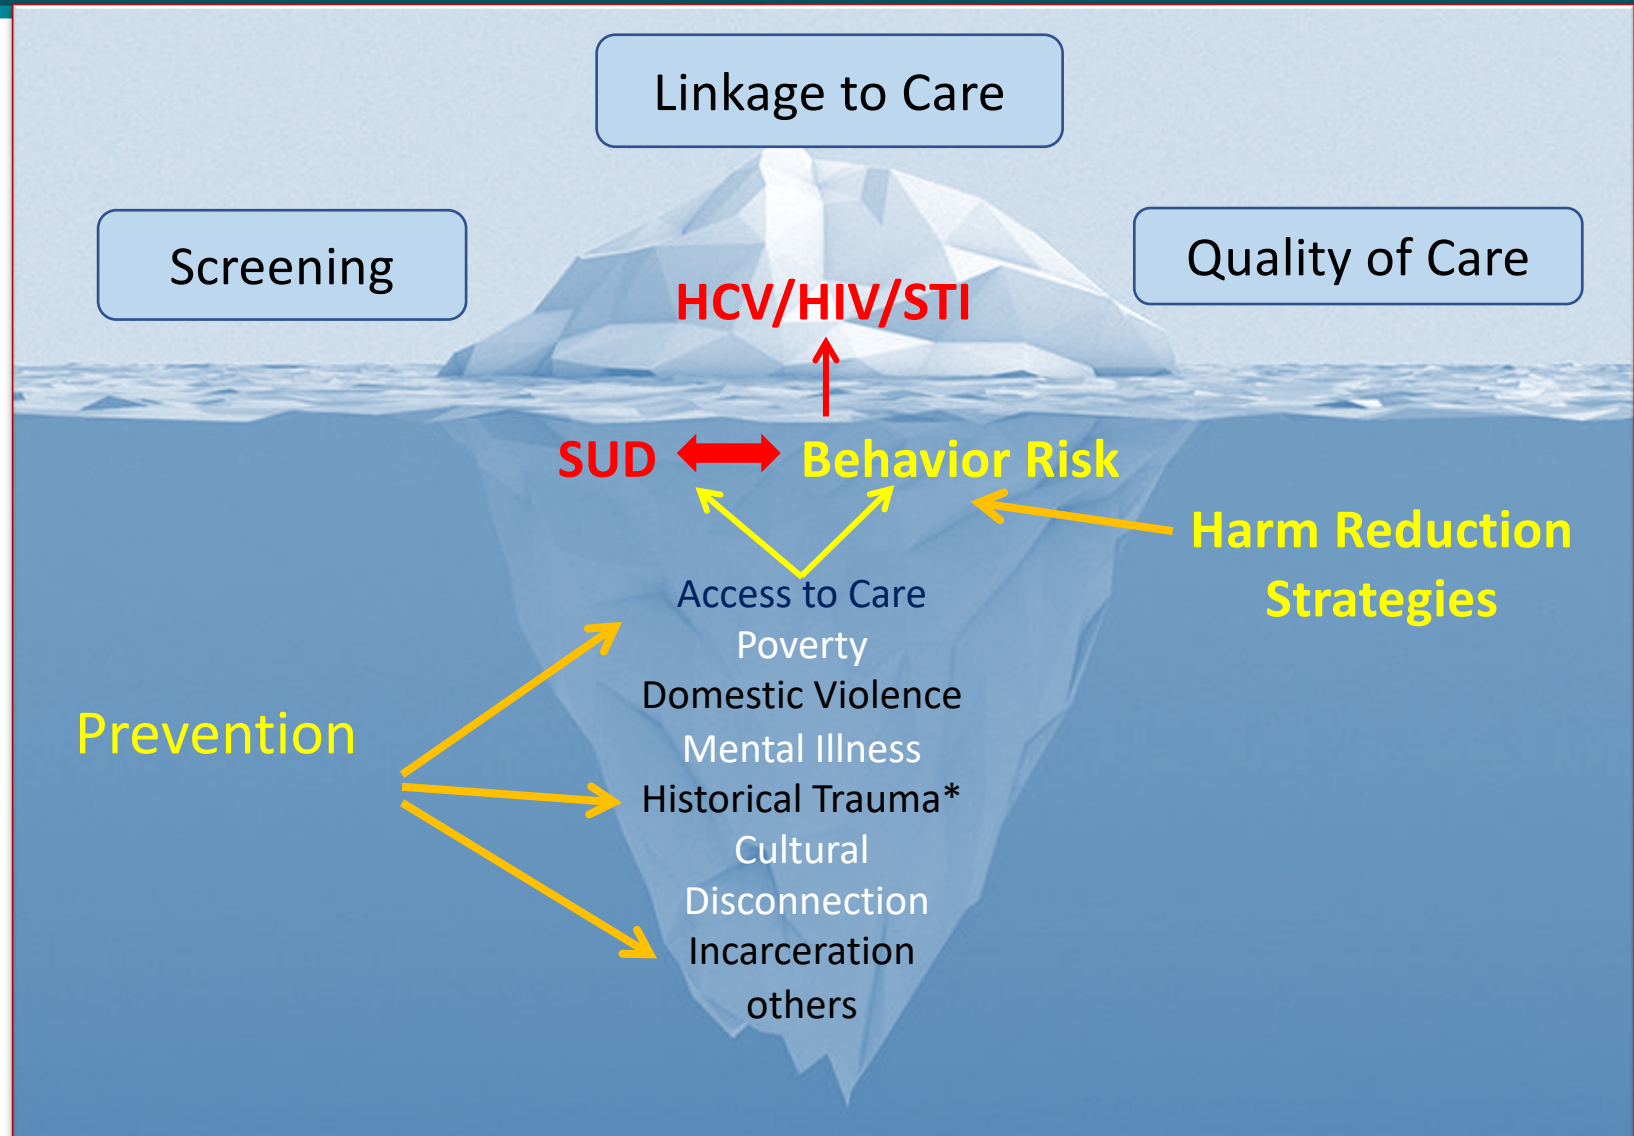 Linkage to Care
Screening
Quality of Care
HCV/HIV/STI
SUD
Behavior Risk
Harm Reduction
Strategies
Access to Care
Poverty
Domestic Violence
Mental Illness
Historical Trauma*
Cultural
Disconnection
Incarceration
others
Prevention